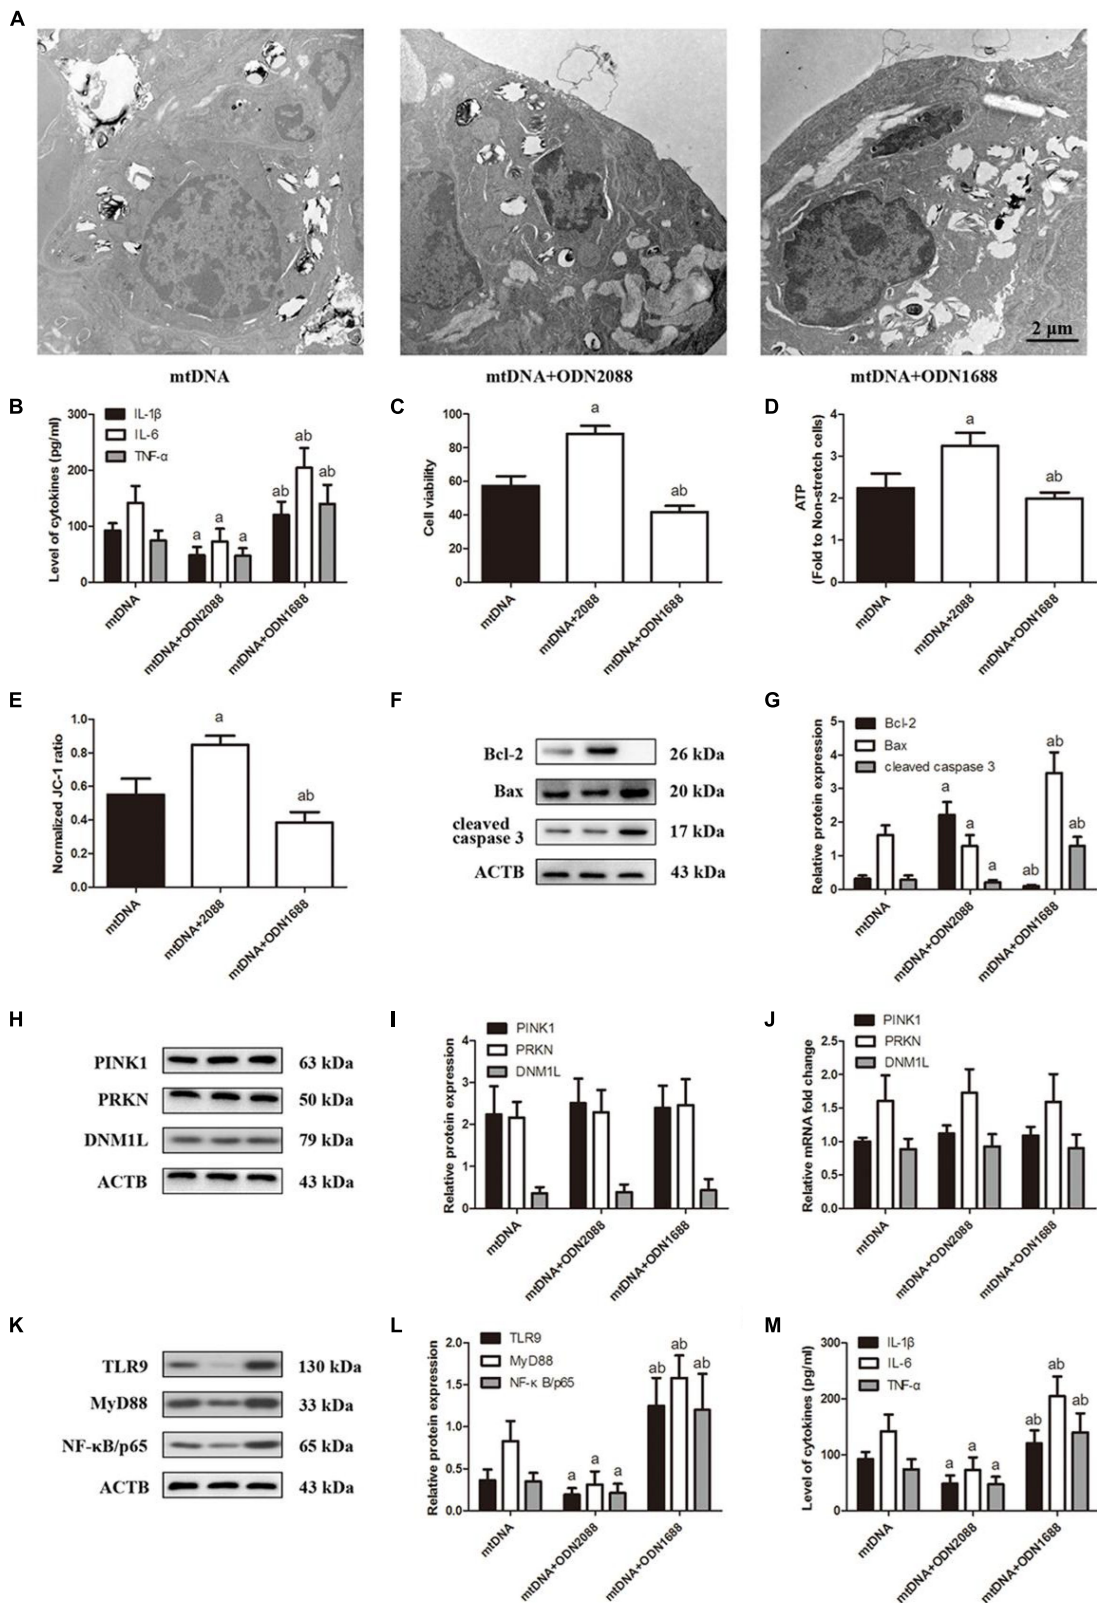 A
2 µm
mtDNA
mtDNA+ODN2088
mtDNA+ODN1688
B
Level of cytokines (pg/ml)
300
200
100
0
IL-1β
IL-6
TNF-α
a
a
a
ab
ab
ab
mtDNA
mtDNA+ODN2088
mtDNA+ODN1688
C
Cell viability
100
80
60
40
20
0
a
ab
mtDNA
mtDNA+2088
mtDNA+ODN1688
D
ATP
(Fold to Non-stretch cells)
4
3
2
1
0
a
ab
mtDNA
mtDNA+2088
mtDNA+ODN1688
E
Normalized JC-1 ratio
1.0
0.8
0.6
0.4
0.2
0.0
a
ab
mtDNA
mtDNA+2088
mtDNA+ODN1688
F
Bcl-2
26 kDa
Bax
20 kDa
cleaved
caspase 3
17 kDa
ACTB
43 kDa
G
Relative protein expression
5
4
3
2
1
0
Bcl-2
Bax
cleaved caspase 3
a
a
a
ab
ab
ab
mtDNA
mtDNA+ODN2088
mtDNA+ODN1688
H
PINK1
63 kDa
PRKN
50 kDa
DNM1L
79 kDa
ACTB
43 kDa
I
Relative protein expression
4
3
2
1
0
PINK1
PRKN
DNM1L
mtDNA
mtDNA+ODN2088
mtDNA+ODN1688
J
Relative mRNA fold change
2.5
2.0
1.5
1.0
0.5
0.0
PINK1
PRKN
DNM1L
mtDNA
mtDNA+ODN2088
mtDNA+ODN1688
K
TLR9
130 kDa
MyD88
33 kDa
NF-κB/p65
65 kDa
ACTB
43 kDa
L
Relative protein expression
2.0
1.5
1.0
0.5
0.0
TLR9
MyD88
NF-κ B/p65
a
a
a
ab
ab
ab
mtDNA
mtDNA+ODN2088
mtDNA+ODN1688
M
Level of cytokines (pg/ml)
300
200
100
0
IL-1β
IL-6
TNF-α
a
a
a
ab
ab
ab
mtDNA
mtDNA+ODN2088
mtDNA+ODN1688